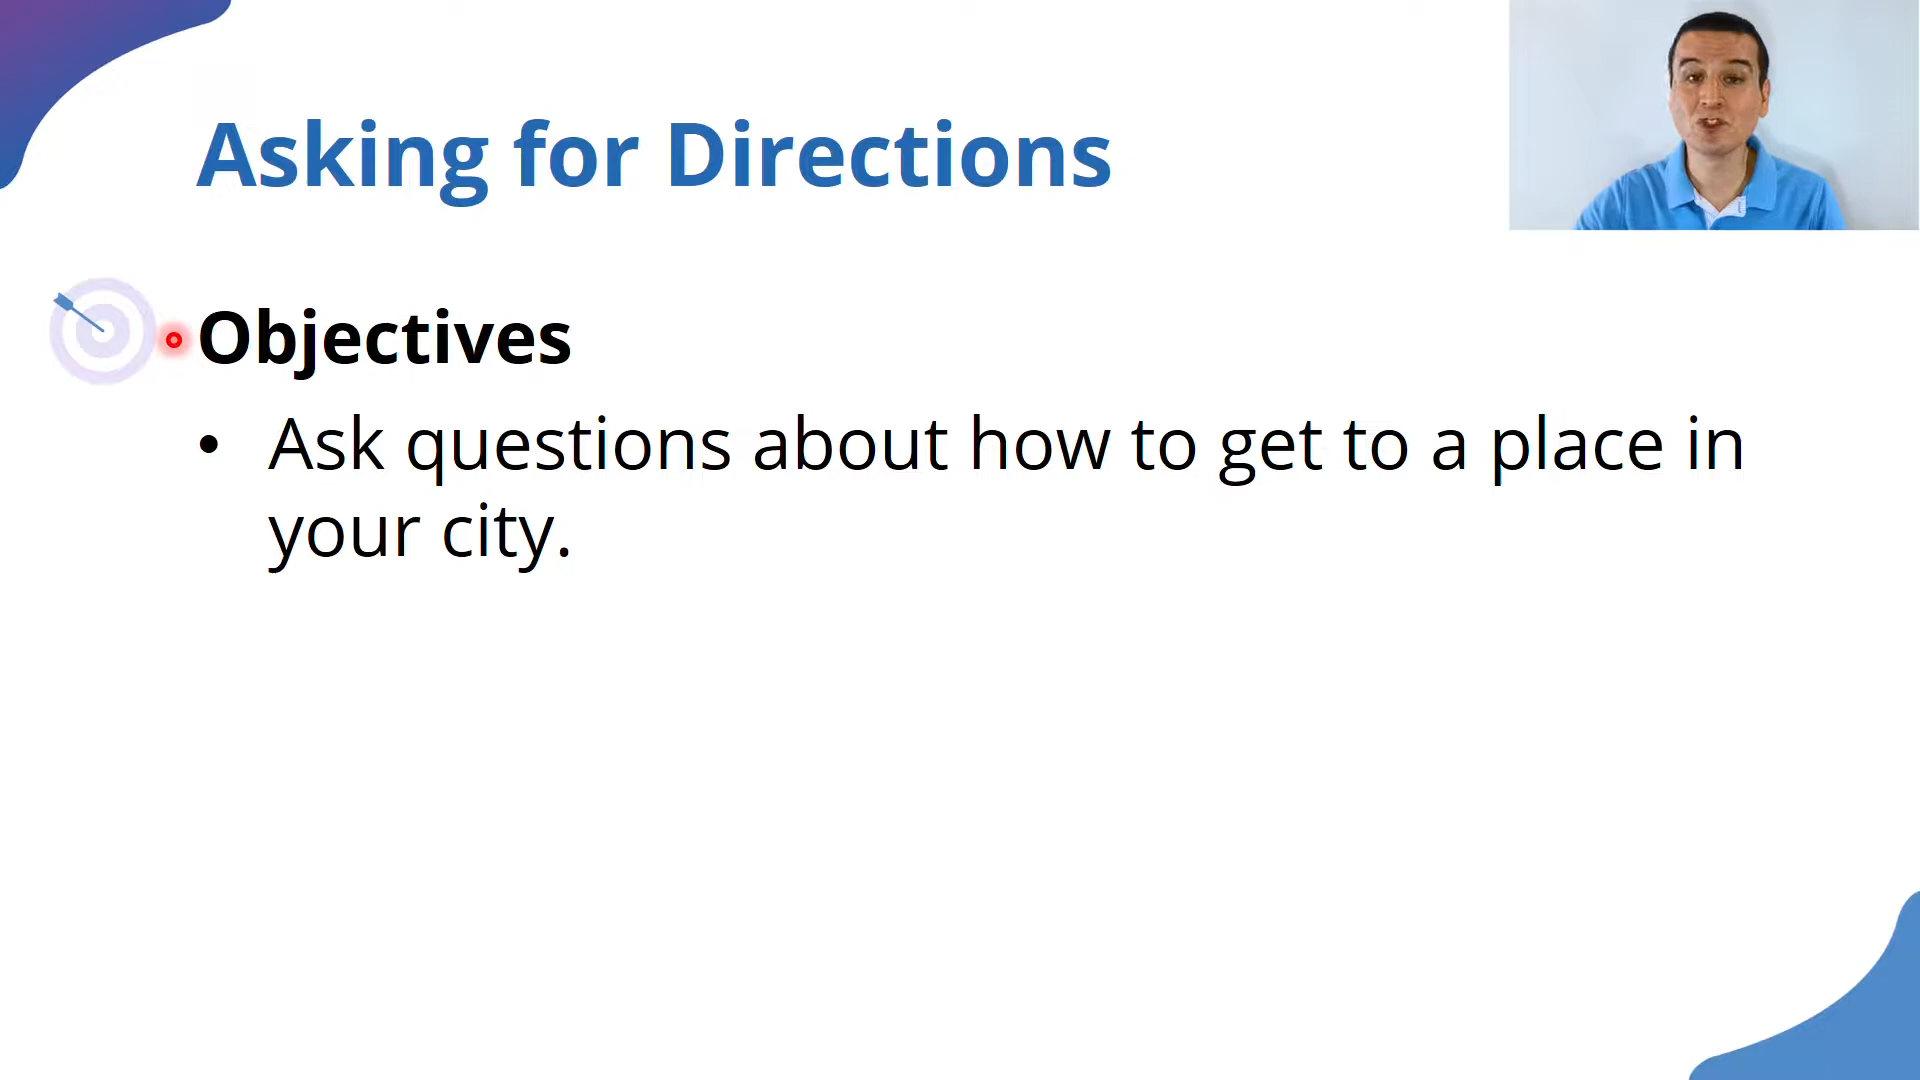 Asking for Directions
Objectives
• Ask questions about how to get to a place in
your city.